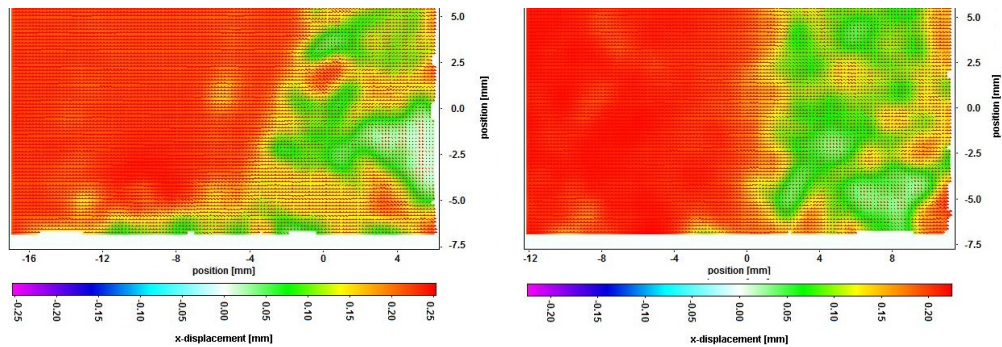 5.0
2.5
0.0
-2.5
-5.0
-7.5
position [mm]
-16 -12 -8 -4 0 4
position [mm]
-0.25 -0.20 -0.15 -0.10 -0.05 0.00 0.05 0.10 0.15 0.20 0.25
x-displacement [mm]
5.0
2.5
0.0
-2.5
-5.0
-7.5
position [mm]
-12 -8 -4 0 4 8
position [mm]
-0.20 -0.15 -0.10 -0.05 0.00 0.05 0.10 0.15 0.20
x-displacement [mm]